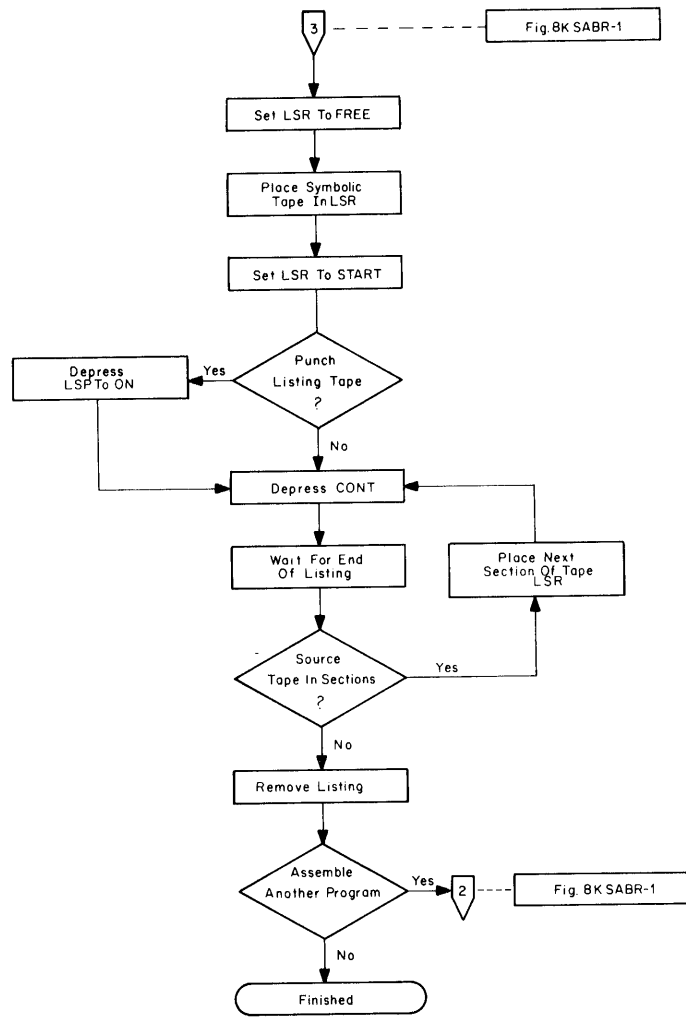 3
Fig. 8K SABR-1
Set LSR To FREE
Place Symbolic
Tape In LSR
Set LSR To START
Punch
Listing Tape
?
Yes
Depress
LSP To ON
No
Depress CONT
Wait For End
Of Listing
Place Next
Section Of Tape
LSR
Source
Tape In Sections
?
Yes
No
Remove Listing
Assemble
Another Program
Yes
2
Fig. 8K SABR-1
No
Finished